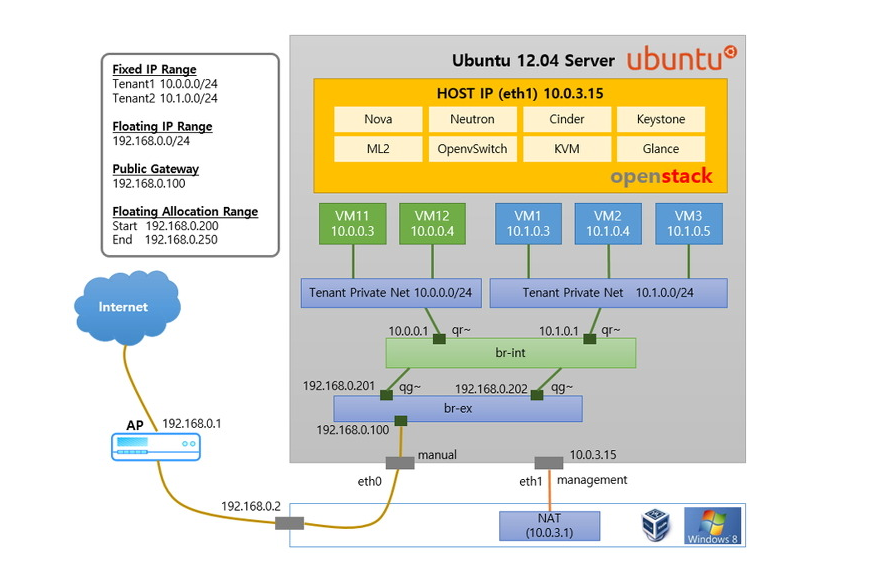 Ubuntu 12.04 Server
ubuntu
Fixed IP Range
Tenant1 10.0.0.0/24
Tenant2 10.1.0.0/24
Floating IP Range
192.168.0.0/24
Public Gateway
192.168.0.100
Floating Allocation Range
Start 192.168.0.200
End 192.168.0.250
HOST IP (eth1) 10.0.3.15
Nova
Neutron
Cinder
Keystone
ML2
OpenvSwitch
KVM
Glance
openstack
VM11
10.0.0.3
VM12
10.0.0.4
VM1
10.1.0.3
VM2
10.1.0.4
VM3
10.1.0.5
Tenant Private Net 10.0.0.0/24
Tenant Private Net 10.1.0.0/24
Internet
10.0.0.1
qr~
10.1.0.1
qr~
br-int
192.168.0.201
qg~
192.168.0.202
qg~
br-ex
192.168.0.100
AP
192.168.0.1
manual
10.0.3.15
eth0
eth1
management
192.168.0.2
NAT
(10.0.3.1)
Windows 8